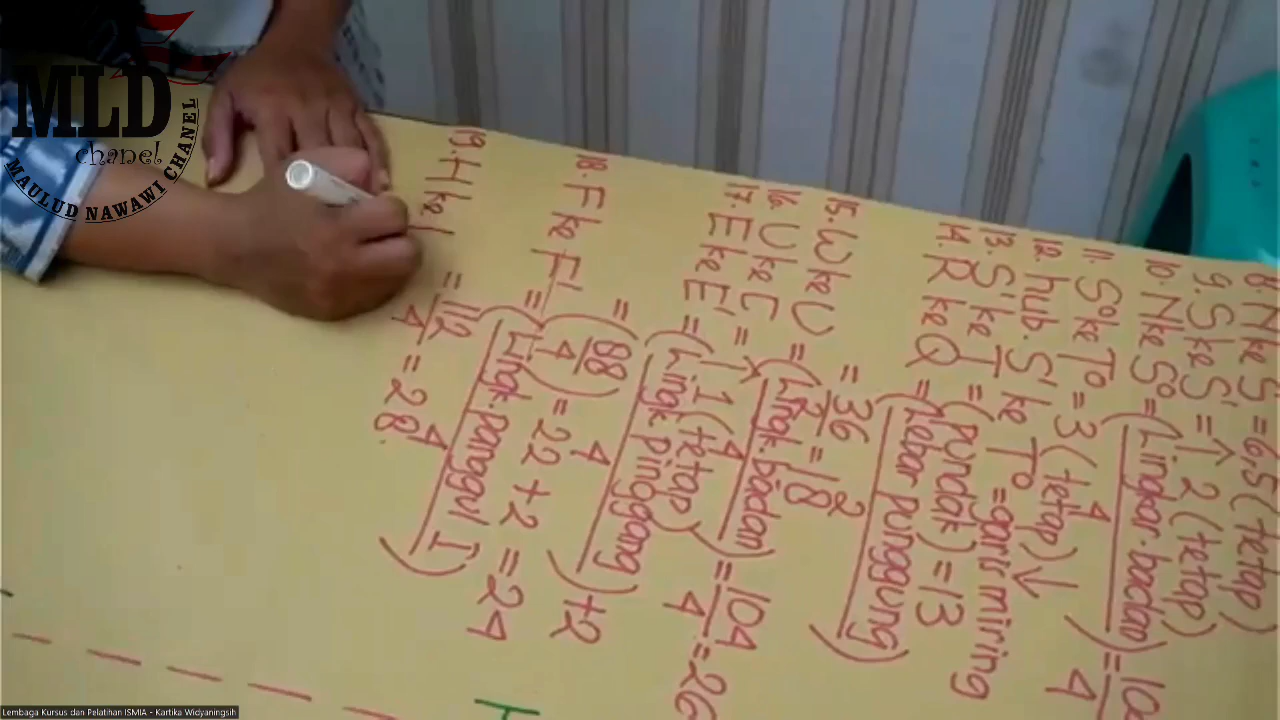 MLD
chanel
MAULUD NAWAWI CHANEL
8. N ke S = 6,5 (tetap)
9. S ke S' = ↑ 2 (tetap)
10. N ke S° = (Lingkar badan / 4) = 10 / 4
11. S° ke T° = 3 (tetap) ↓
12. hub. S' ke T° = garis miring
13. S' ke T = (pundak) = 13
14. R ke Q = (Lebar punggung / 2)
= 36 / 2 = 18
15. W ke U = (Lingk. badan / 4) = 104 / 4 = 26
16. U ke C = ↓ 1 (tetap)
17. E ke E' = (Lingk. pinggang / 4) + 2
= (88 / 4) = 22 + 2 = 24
18. F ke F' = (Lingk. panggul I / 4)
= 112 / 4 = 28
19. H ke
Lembaga Kursus dan Pelatihan ISMIA - Kartika Widyaningsih